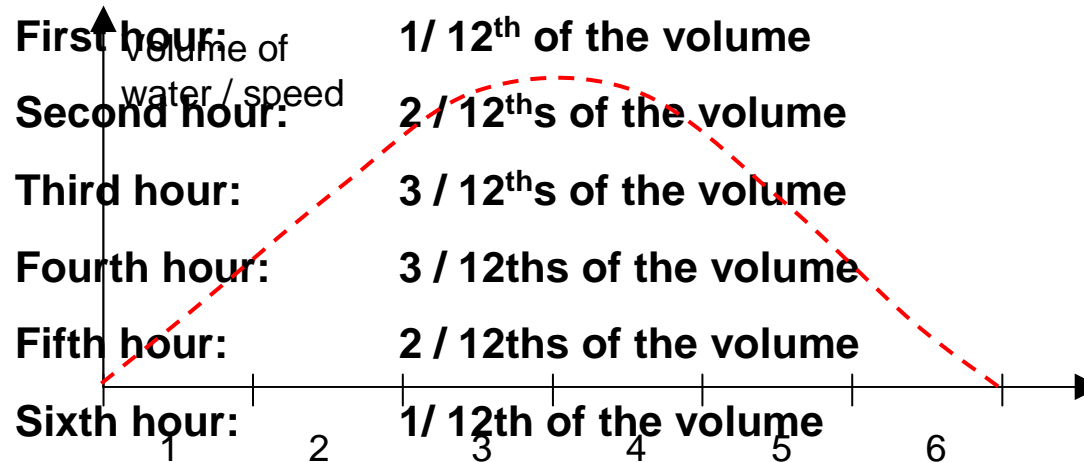 First hour: 1/ 12th of the volume
Volume of
water / speed
Second hour: 2 / 12ths of the volume
Third hour: 3 / 12ths of the volume
Fourth hour: 3 / 12ths of the volume
Fifth hour: 2 / 12ths of the volume
Sixth hour: 1/ 12th of the volume
1 2 3 4 5 6